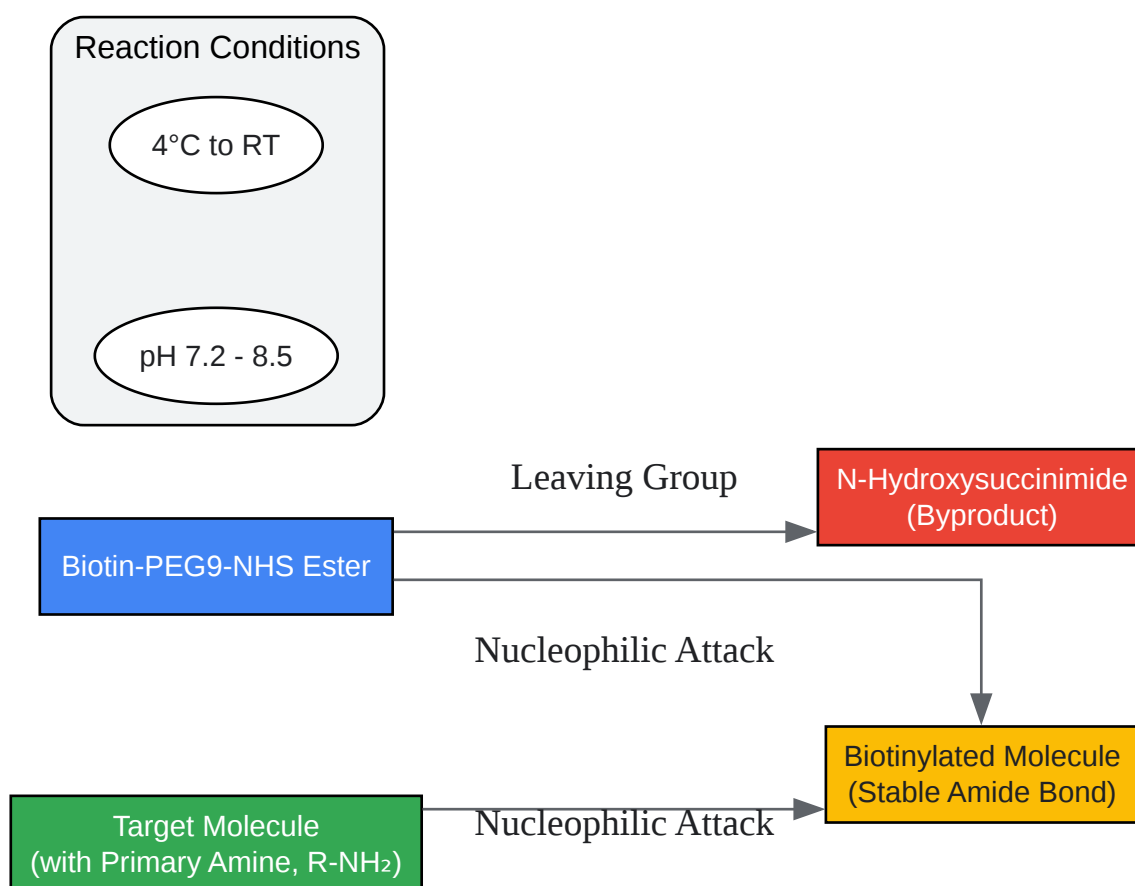 Reaction Conditions
4°C to RT
pH 7.2 - 8.5
Leaving Group
N-Hydroxysuccinimide
(Byproduct)
Biotin-PEG9-NHS Ester
Nucleophilic Attack
Biotinylated Molecule
(Stable Amide Bond)
Nucleophilic Attack
Target Molecule
(with Primary Amine, R-NH₂)